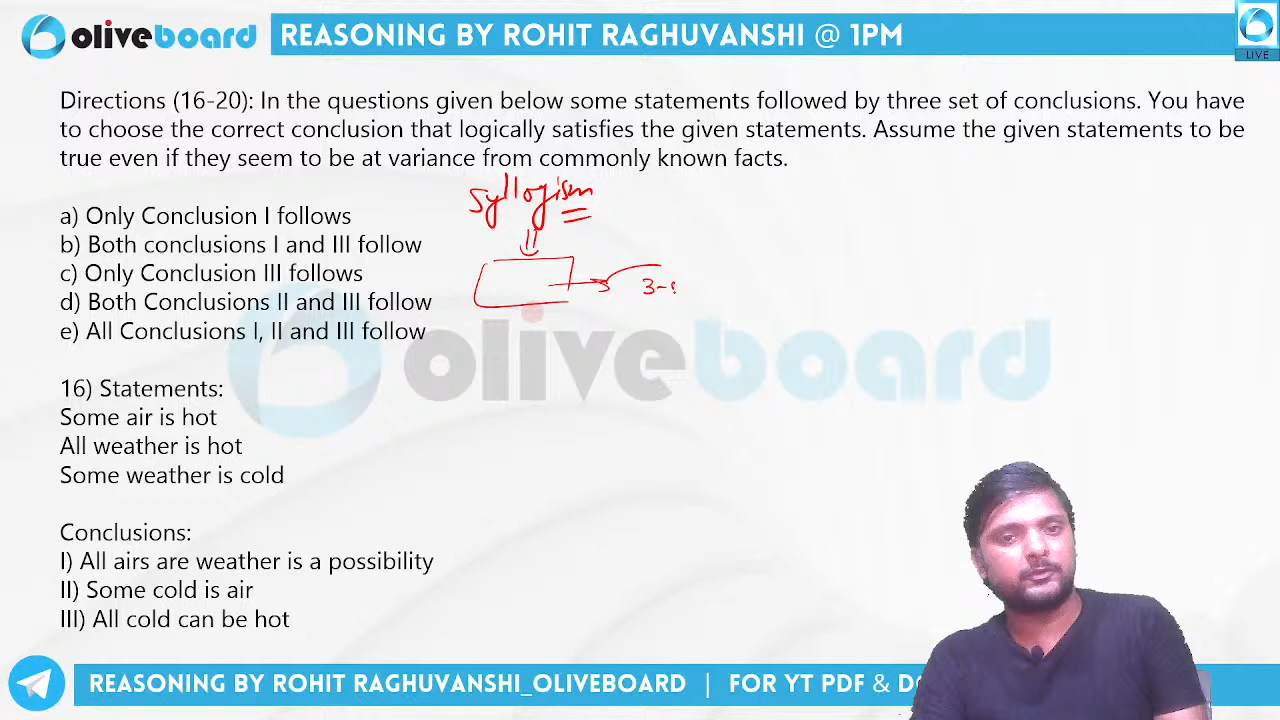 oliveboard
REASONING BY ROHIT RAGHUVANSHI @ 1PM
LIVE
Directions (16-20): In the questions given below some statements followed by three set of conclusions. You have
to choose the correct conclusion that logically satisfies the given statements. Assume the given statements to be
true even if they seem to be at variance from commonly known facts.
Syllogism
a) Only Conclusion I follows
b) Both conclusions I and III follow
c) Only Conclusion III follows
3-
d) Both Conclusions II and III follow
e) All Conclusions I, II and III follow
oliveboard
16) Statements:
Some air is hot
All weather is hot
Some weather is cold
Conclusions:
I) All airs are weather is a possibility
II) Some cold is air
III) All cold can be hot
REASONING BY ROHIT RAGHUVANSHI_OLIVEBOARD | FOR YT PDF &